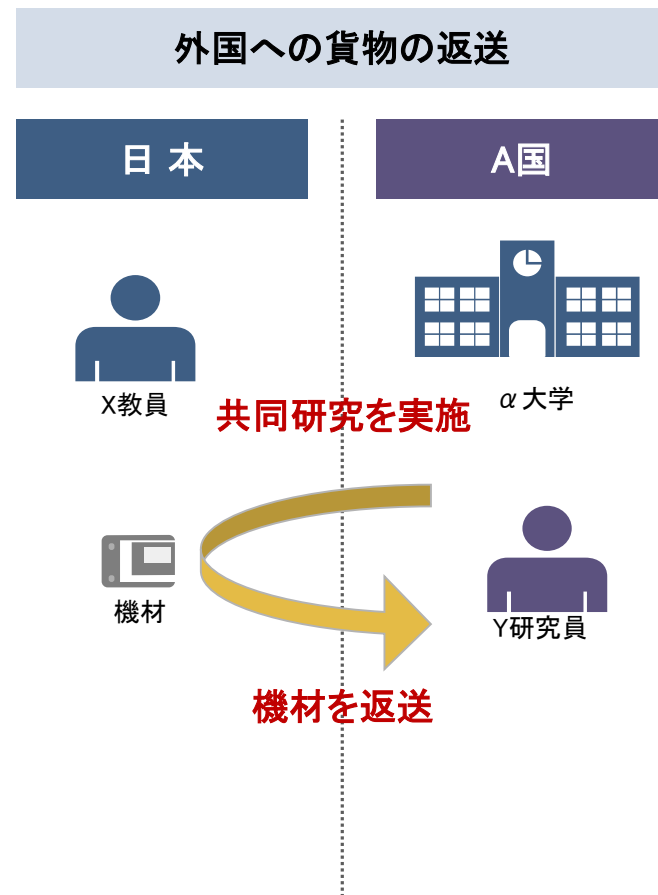 外国への貨物の返送
日 本
A国
X教員
α大学
共同研究を実施
機材
Y研究員
機材を返送